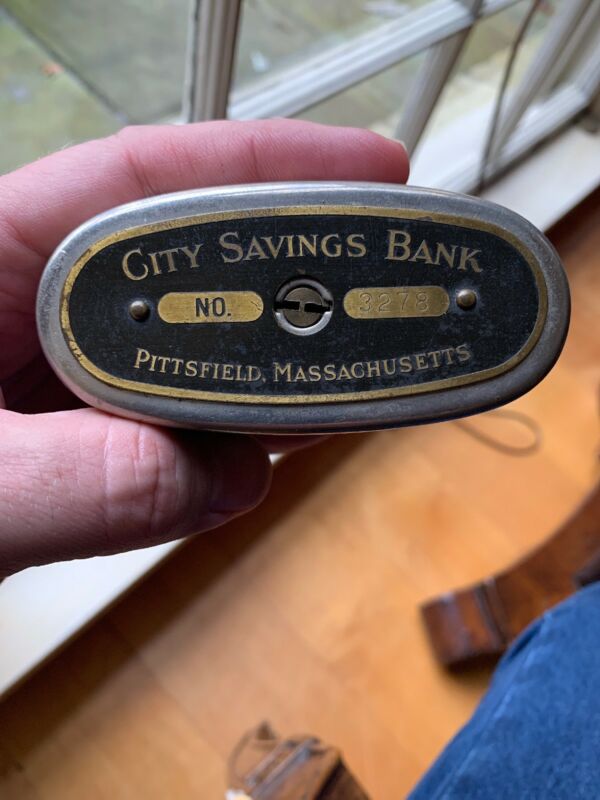 CITY SAVINGS BANK
NO. 3278
PITTSFIELD, MASSACHUSETTS